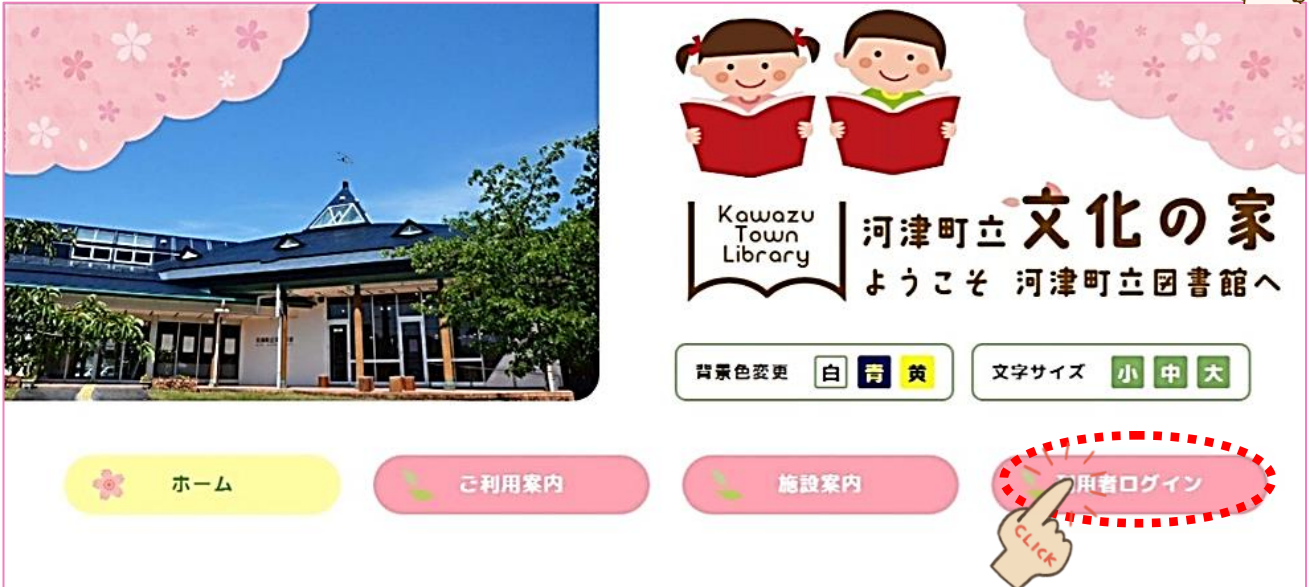 Kawazu
Town
Library
河津町立 文化の家
ようこそ 河津町立図書館へ
背景色変更 白 青 黄
文字サイズ 小 中 大
ホーム
ご利用案内
施設案内
用者ログイン
CLICK